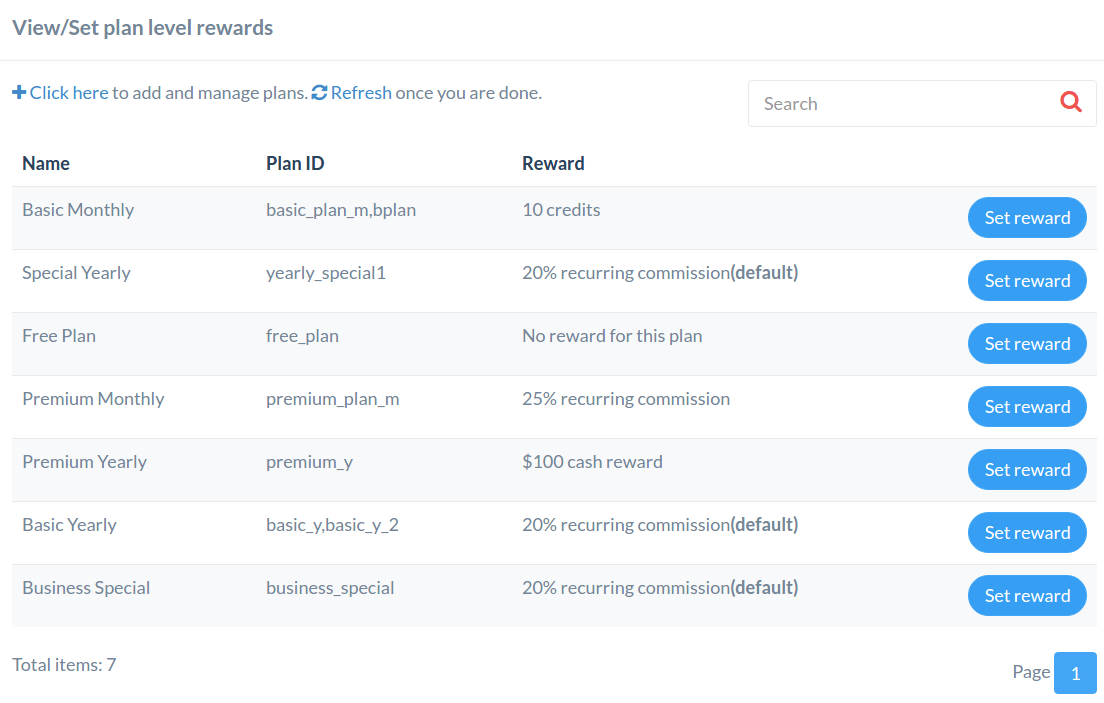 View/Set plan level rewards
Click here to add and manage plans. Refresh once you are done.
Search
Name Plan ID Reward
Basic Monthly basic_plan_m,bplan 10 credits Set reward
Special Yearly yearly_special1 20% recurring commission(default) Set reward
Free Plan free_plan No reward for this plan Set reward
Premium Monthly premium_plan_m 25% recurring commission Set reward
Premium Yearly premium_y $100 cash reward Set reward
Basic Yearly basic_y,basic_y_2 20% recurring commission(default) Set reward
Business Special business_special 20% recurring commission(default) Set reward
Total items: 7
Page 1